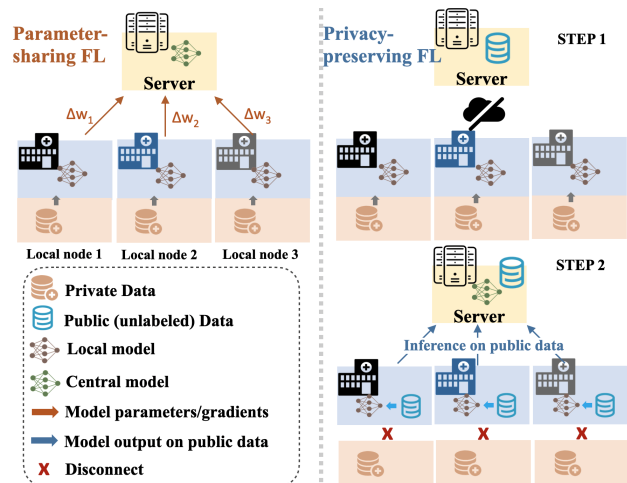 Parameter-
sharing FL
Server
Δw1
Δw2
Δw3
Local node 1
Local node 2
Local node 3
Private Data
Public (unlabeled) Data
Local model
Central model
Model parameters/gradients
Model output on public data
X Disconnect
Privacy-
preserving FL
STEP 1
Server
STEP 2
Server
Inference on public data
X
X
X